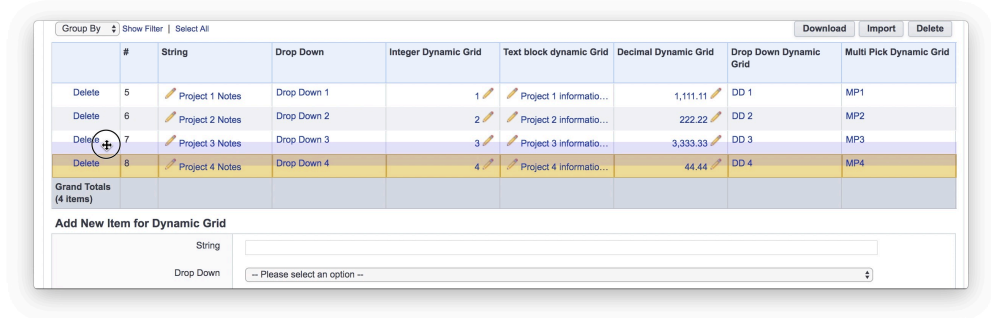 Group By Show Filter | Select All Download Import Delete
# String Drop Down Integer Dynamic Grid Text block dynamic Grid Decimal Dynamic Grid Drop Down Dynamic Multi Pick Dynamic Grid
Grid
Delete 5 Project 1 Notes Drop Down 1 1 Project 1 informatio... 1,111.11 DD 1 MP1
Delete 6 Project 2 Notes Drop Down 2 2 Project 2 informatio... 222.22 DD 2 MP2
Delete 7 Project 3 Notes Drop Down 3 3 Project 3 informatio... 3,333.33 DD 3 MP3
Delete 8 Project 4 Notes Drop Down 4 4 Project 4 informatio... 44.44 DD 4 MP4
Grand Totals
(4 items)
Add New Item for Dynamic Grid
String
Drop Down -- Please select an option --